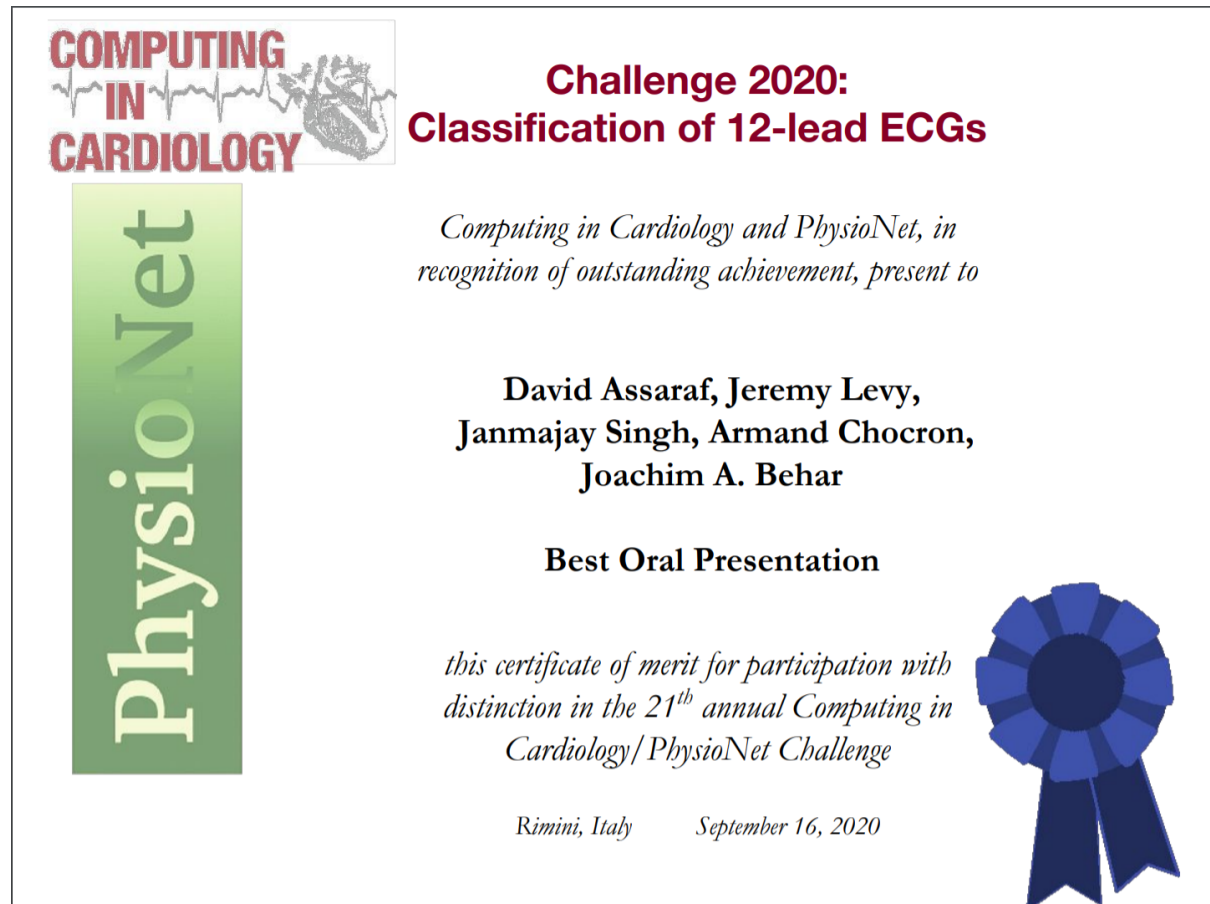 COMPUTING
IN
CARDIOLOGY
PhysioNet
Challenge 2020:
Classification of 12-lead ECGs
Computing in Cardiology and PhysioNet, in
recognition of outstanding achievement, present to
David Assaraf, Jeremy Levy,
Janmajay Singh, Armand Chocron,
Joachim A. Behar
Best Oral Presentation
this certificate of merit for participation with
distinction in the 21th annual Computing in
Cardiology/PhysioNet Challenge
Rimini, Italy September 16, 2020